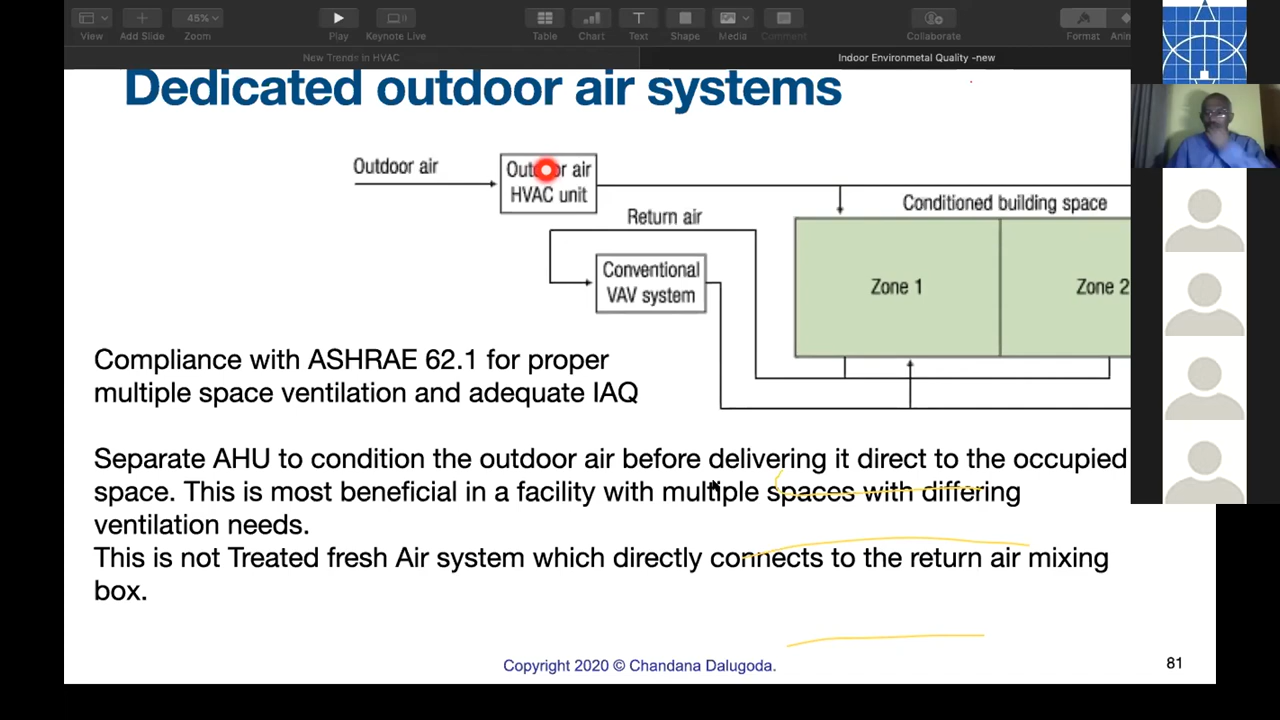 45%
View
Add Slide
Zoom
Play
Keynote Live
Table
Chart
Text
Shape
Media
Comment
Collaborate
Format
Anim
New Trends in HVAC
Indoor Environmetal Quality -new
Dedicated outdoor air systems
Outdoor air
Outdoor air
HVAC unit
Return air
Conventional
VAV system
Conditioned building space
Zone 1
Zone 2
Compliance with ASHRAE 62.1 for proper
multiple space ventilation and adequate IAQ
Separate AHU to condition the outdoor air before delivering it direct to the occupied
space. This is most beneficial in a facility with multiple spaces with differing
ventilation needs.
This is not Treated fresh Air system which directly connects to the return air mixing
box.
Copyright 2020 © Chandana Dalugoda.
81